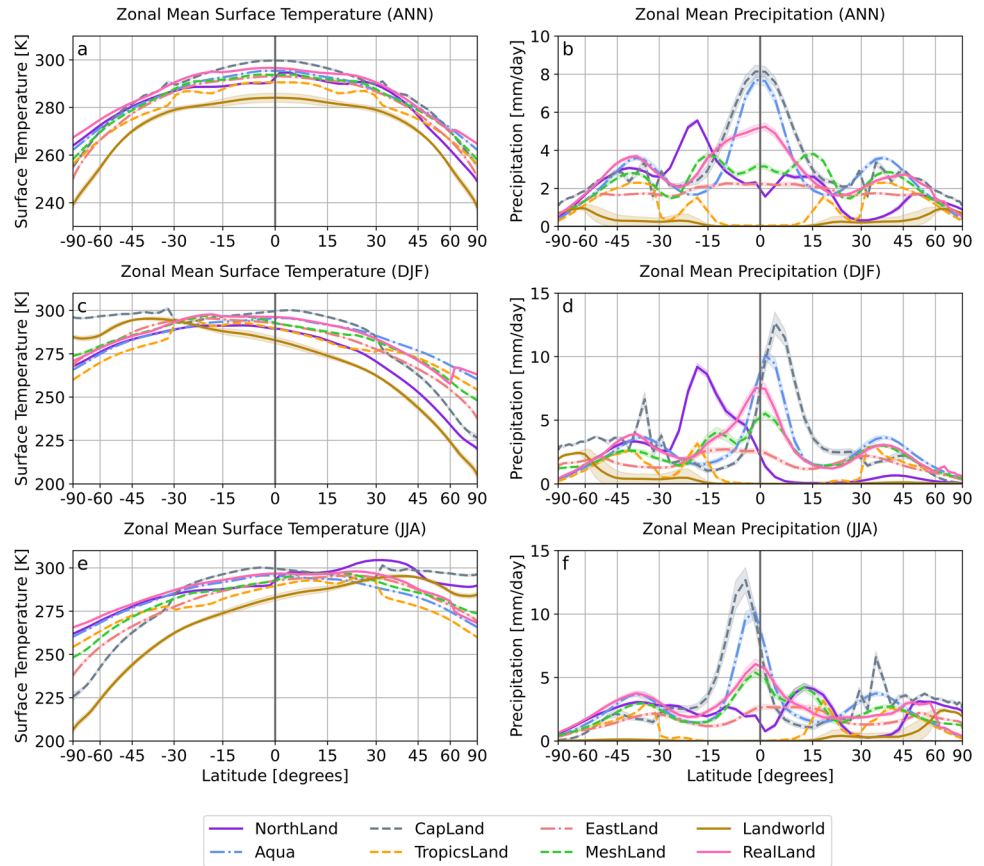 Zonal Mean Surface Temperature (ANN)
Zonal Mean Precipitation (ANN)
a
b
Surface Temperature [K]
300
280
260
240
-90 -60 -45 -30 -15 0 15 30 45 60 90
Precipitation [mm/day]
10
8
6
4
2
0
-90 -60 -45 -30 -15 0 15 30 45 60 90
Zonal Mean Surface Temperature (DJF)
Zonal Mean Precipitation (DJF)
c
d
Surface Temperature [K]
300
275
250
225
200
-90 -60 -45 -30 -15 0 15 30 45 60 90
Precipitation [mm/day]
15
10
5
0
-90 -60 -45 -30 -15 0 15 30 45 60 90
Zonal Mean Surface Temperature (JJA)
Zonal Mean Precipitation (JJA)
e
f
Surface Temperature [K]
300
275
250
225
200
-90 -60 -45 -30 -15 0 15 30 45 60 90
Latitude [degrees]
Precipitation [mm/day]
15
10
5
0
-90 -60 -45 -30 -15 0 15 30 45 60 90
Latitude [degrees]
NorthLand CapLand EastLand Landworld
Aqua TropicsLand MeshLand RealLand